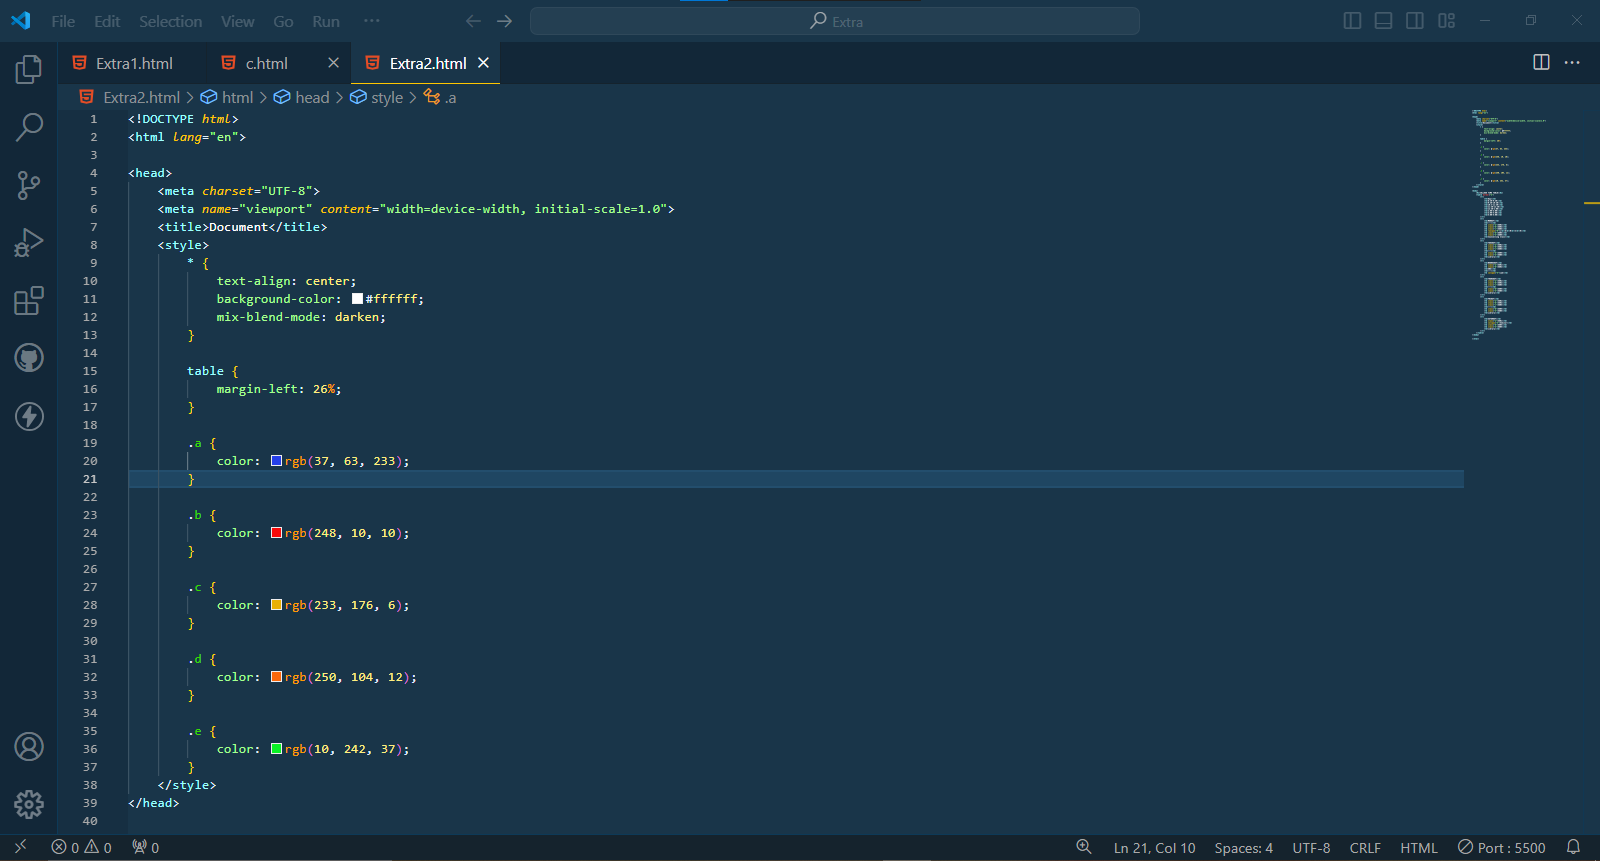 File Edit Selection View Go Run ···
Extra
Extra1.html c.html Extra2.html
Extra2.html > html > head > style > .a
1 <!DOCTYPE html>
2 <html lang="en">
3
4 <head>
5 <meta charset="UTF-8">
6 <meta name="viewport" content="width=device-width, initial-scale=1.0">
7 <title>Document</title>
8 <style>
9 * {
10 text-align: center;
11 background-color: #ffffff;
12 mix-blend-mode: darken;
13 }
14
15 table {
16 margin-left: 26%;
17 }
18
19 .a {
20 color: rgb(37, 63, 233);
21 }
22
23 .b {
24 color: rgb(248, 10, 10);
25 }
26
27 .c {
28 color: rgb(233, 176, 6);
29 }
30
31 .d {
32 color: rgb(250, 104, 12);
33 }
34
35 .e {
36 color: rgb(10, 242, 37);
37 }
38 </style>
39 </head>
40
0 0 0 Ln 21, Col 10 Spaces: 4 UTF-8 CRLF HTML Port : 5500